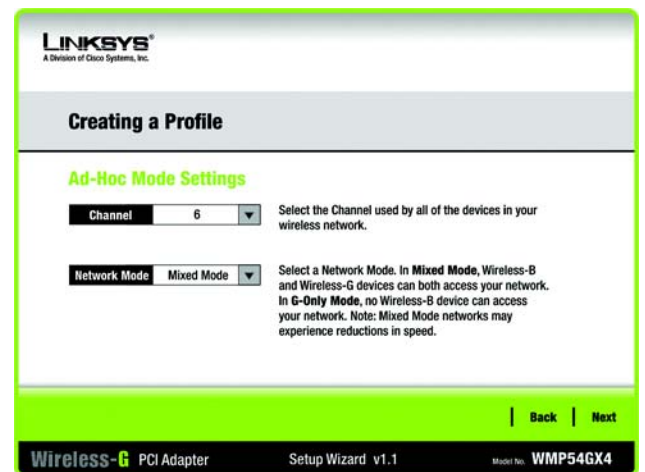 LINKSYS®
A Division of Cisco Systems, Inc.
Creating a Profile
Ad-Hoc Mode Settings
Channel 6
Select the Channel used by all of the devices in your
wireless network.
Network Mode Mixed Mode
Select a Network Mode. In Mixed Mode, Wireless-B
and Wireless-G devices can both access your network.
In G-Only Mode, no Wireless-B device can access
your network. Note: Mixed Mode networks may
experience reductions in speed.
Back Next
Wireless-G PCI Adapter Setup Wizard v1.1 Model No. WMP54GX4